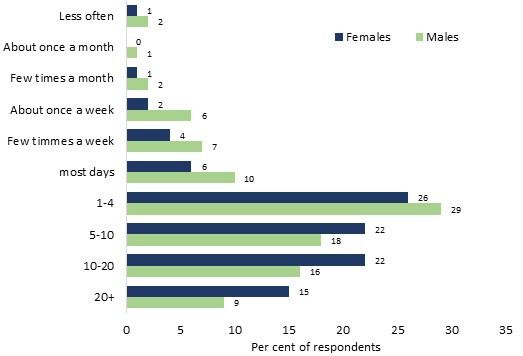 Less often 1
2
About once a month 0
1
Females Males
Few times a month 1
2
About once a week 2
6
Few timmes a week 4
7
most days 6
10
1-4 26
29
5-10 22
18
10-20 22
16
20+ 15
9
0 5 10 15 20 25 30 35
Per cent of respondents